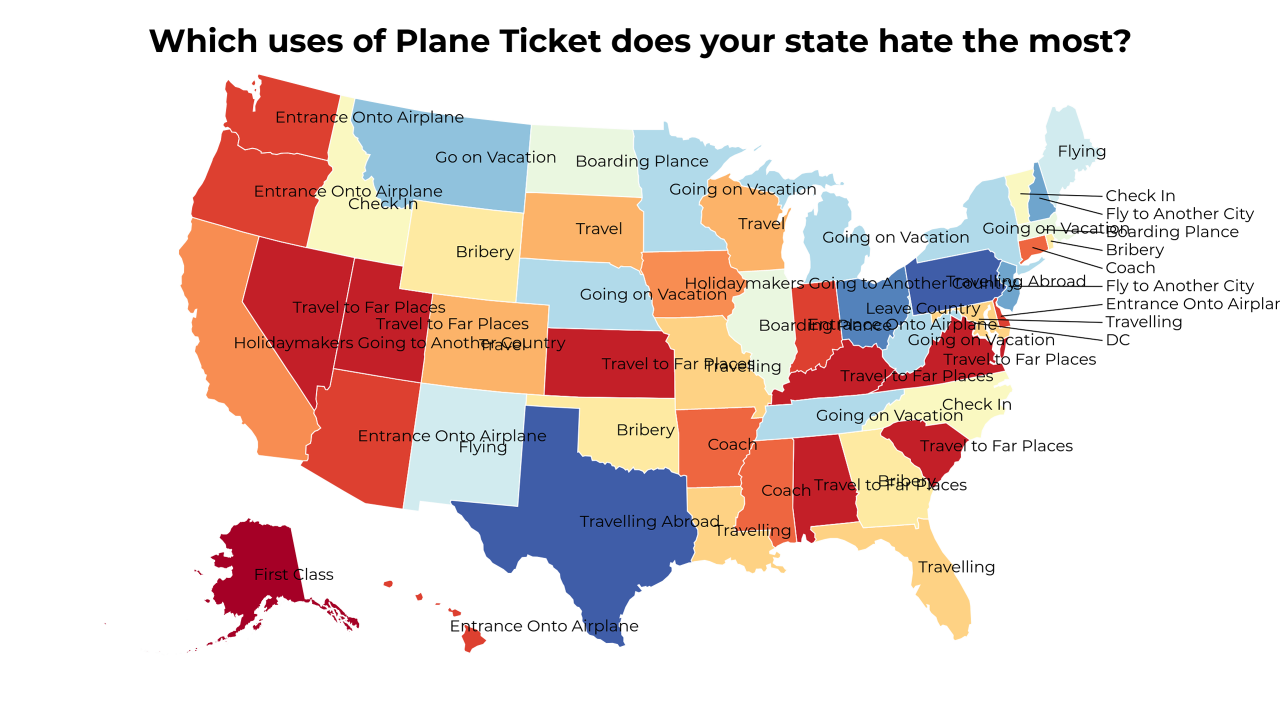 Which uses of Plane Ticket does your state hate the most?
Entrance Onto Airplane
Go on Vacation
Boarding Plance
Flying
Entrance Onto Airplane
Check In
Going on Vacation
Check In
Fly to Another City
Travel
Travel
Going on Vacation
Going on Vacation
Boarding Plance
Bribery
Bribery
Coach
Holidaymakers Going to Another Country
Travelling Abroad
Fly to Another City
Going on Vacation
Entrance Onto Airplane
Travel to Far Places
Leave Country
Travelling
Travel to Far Places
Boarding Plance
Entrance Onto Airplane
DC
Holidaymakers Going to Another Country
Travel
Going on Vacation
Travel to Far Places
Travelling
Travel to Far Places
Travel to Far Places
Check In
Going on Vacation
Bribery
Entrance Onto Airplane
Flying
Coach
Travel to Far Places
Coach
Travel to Far Places
Bribery
Travelling Abroad
Travelling
Travelling
First Class
Entrance Onto Airplane